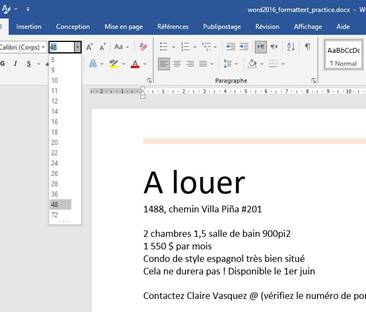 word2016_formattext_practice.docx
Insertion Conception Mise en page Références Publipostage Affichage
Calibri (Corps) 48 A A Aa
G I S
Paragraphe
AaBbCcDc
¶ Normal
8
9
10
11
12
14
16
18
20
22
24
26
28
36
48
72
A louer
1488, chemin Villa Piña #201
2 chambres 1,5 salle de bain 900pi2
1 550 $ par mois
Condo de style espagnol très bien situé
Cela ne durera pas ! Disponible le 1er juin
Contactez Claire Vasquez @ (vérifiez le numéro de